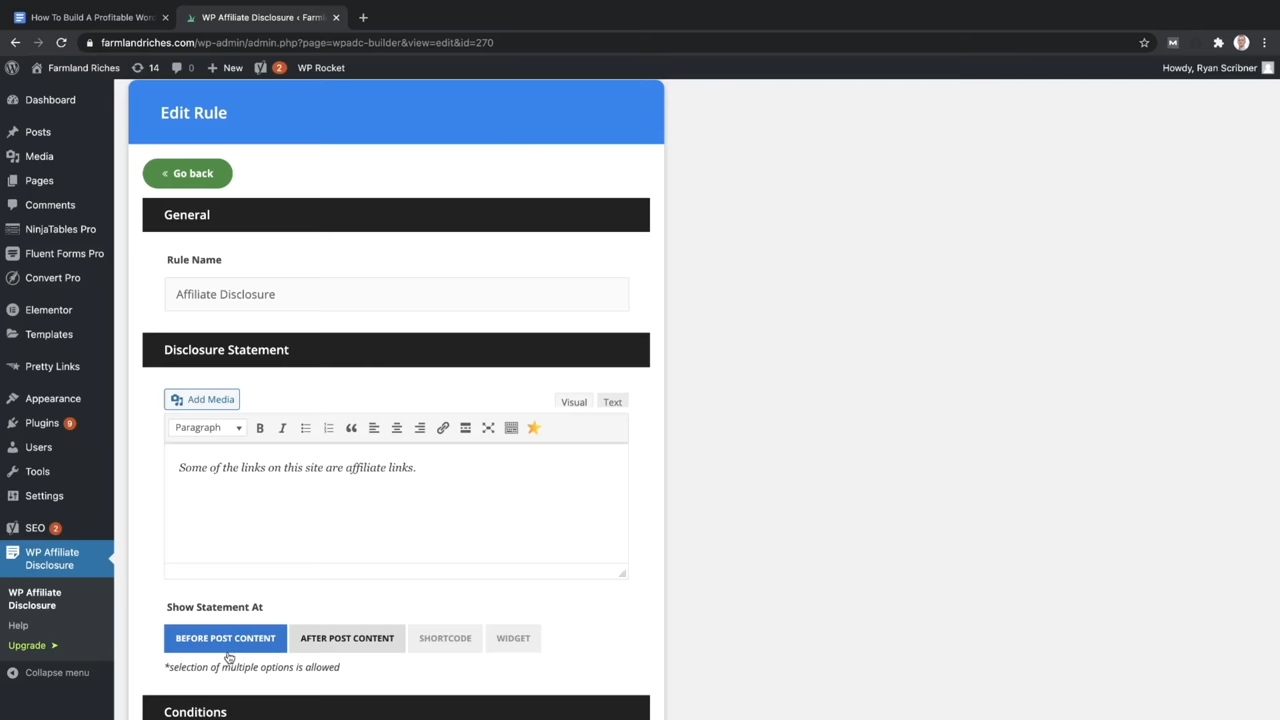 How To Build A Profitable Wor
WP Affiliate Disclosure ‹ Farml
farmlandriches.com/wp-admin/admin.php?page=wpadc-builder&view=edit&id=270
Farmland Riches
14
0
New
2
WP Rocket
Howdy, Ryan Scribner
Dashboard
Posts
Media
Pages
Comments
NinjaTables Pro
Fluent Forms Pro
Convert Pro
Elementor
Templates
Pretty Links
Appearance
Plugins 9
Users
Tools
Settings
SEO 2
WP Affiliate
Disclosure
WP Affiliate
Disclosure
Help
Upgrade ➤
Collapse menu
Edit Rule
« Go back
General
Rule Name
Affiliate Disclosure
Disclosure Statement
Add Media
Visual
Text
Paragraph
B
I
Some of the links on this site are affiliate links.
Show Statement At
BEFORE POST CONTENT
AFTER POST CONTENT
SHORTCODE
WIDGET
*selection of multiple options is allowed
Conditions